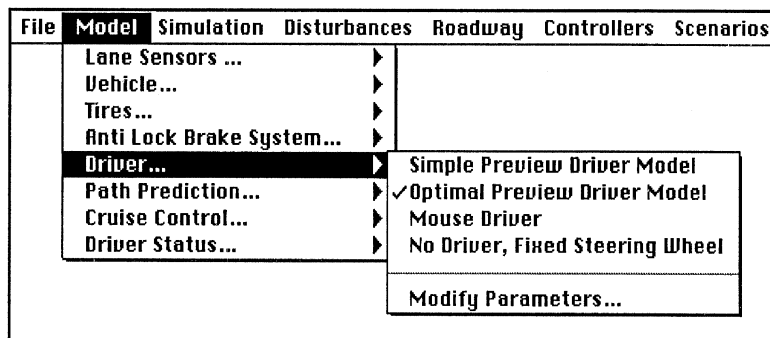 File Model Simulation Disturbances Roadway Controllers Scenarios
Lane Sensors ...
Vehicle...
Tires...
Anti Lock Brake System...
Driver...
Path Prediction...
Cruise Control...
Driver Status...
Simple Preview Driver Model
✓Optimal Preview Driver Model
Mouse Driver
No Driver, Fixed Steering Wheel
Modify Parameters...